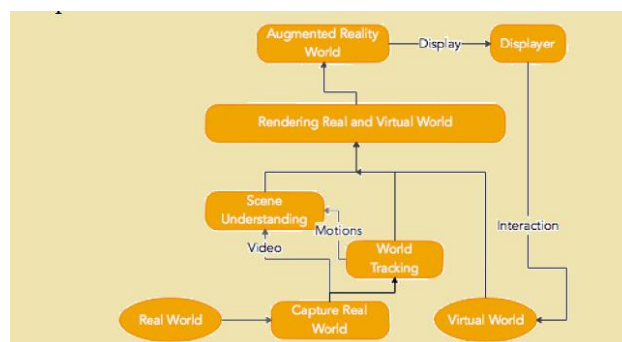 Augmented Reality
World
Display
Displayer
Rendering Real and Virtual World
Scene
Understanding
Motions
Video
World
Tracking
Interaction
Real World
Capture Real
World
Virtual World